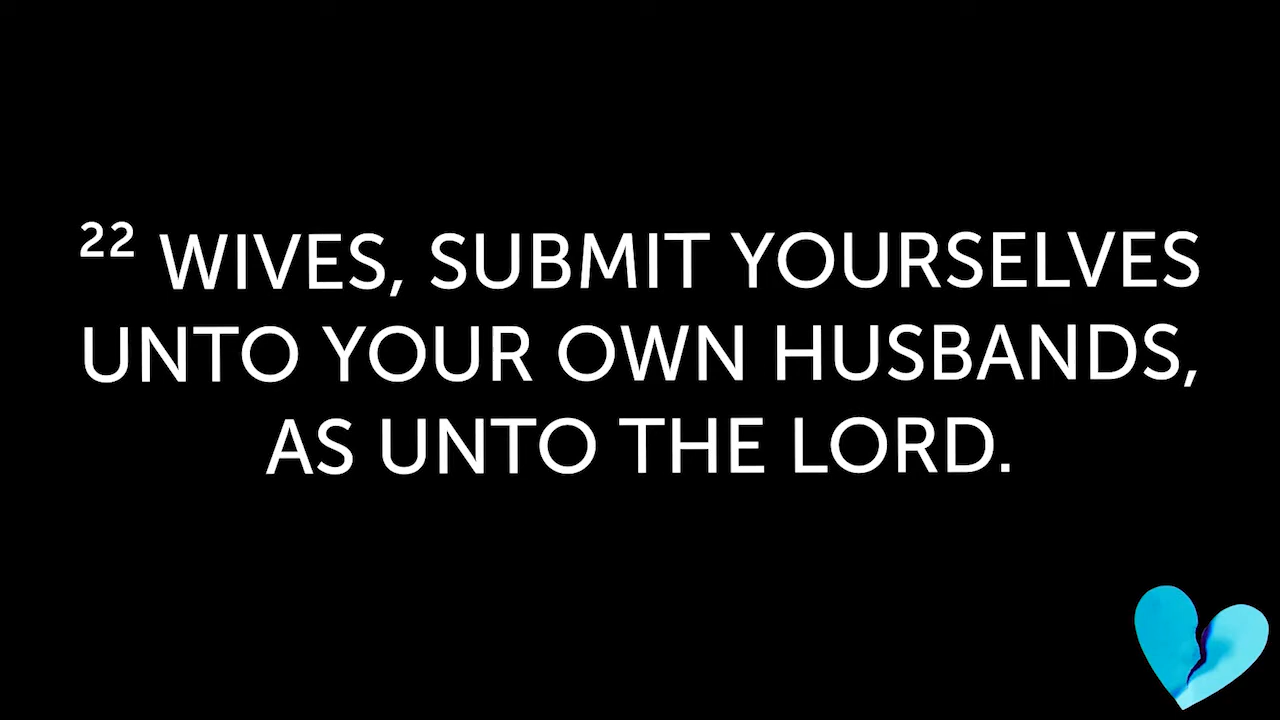 22 WIVES, SUBMIT YOURSELVES
UNTO YOUR OWN HUSBANDS,
AS UNTO THE LORD.